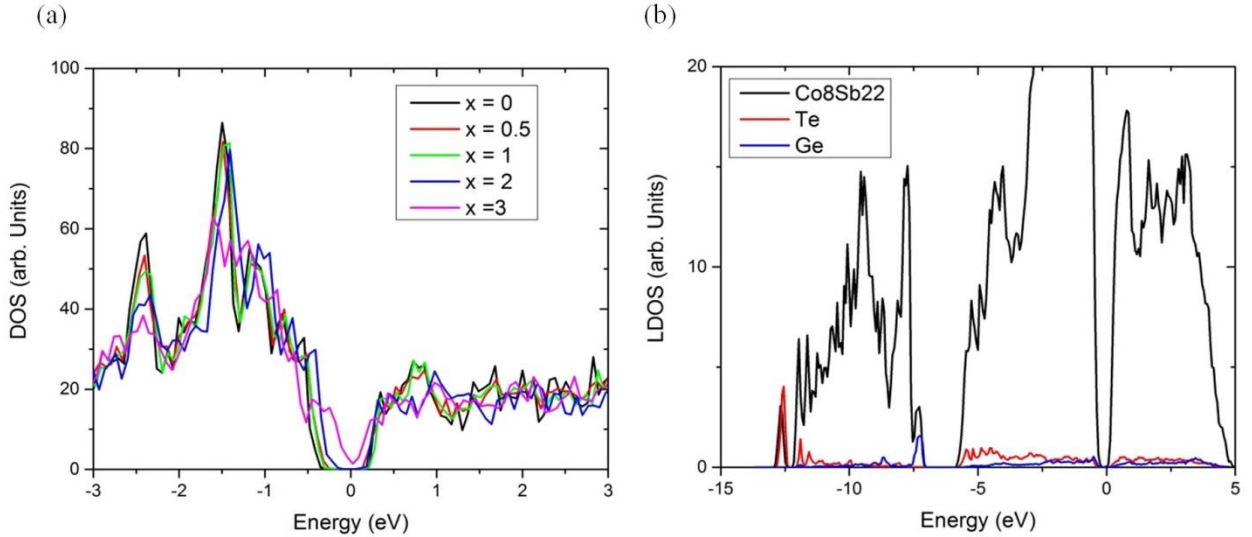 (a)
(b)
100
80
60
40
20
0
-3
-2
-1
0
1
2
3
DOS (arb. Units)
Energy (eV)
x = 0
x = 0.5
x = 1
x = 2
x =3
20
10
0
-15
-10
-5
0
5
LDOS (arb. Units)
Energy (eV)
Co8Sb22
Te
Ge